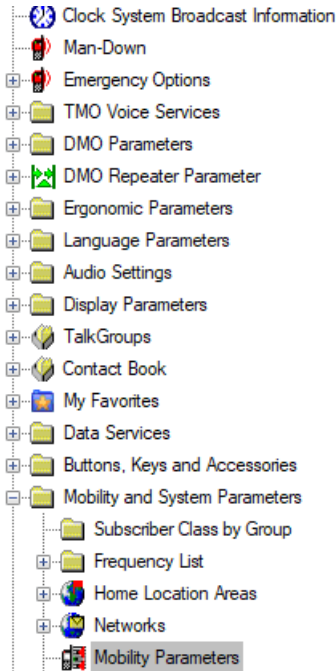 Clock System Broadcast Information
Man-Down
Emergency Options
TMO Voice Services
DMO Parameters
DMO Repeater Parameter
Ergonomic Parameters
Language Parameters
Audio Settings
Display Parameters
TalkGroups
Contact Book
My Favorites
Data Services
Buttons, Keys and Accessories
Mobility and System Parameters
Subscriber Class by Group
Frequency List
Home Location Areas
Networks
Mobility Parameters